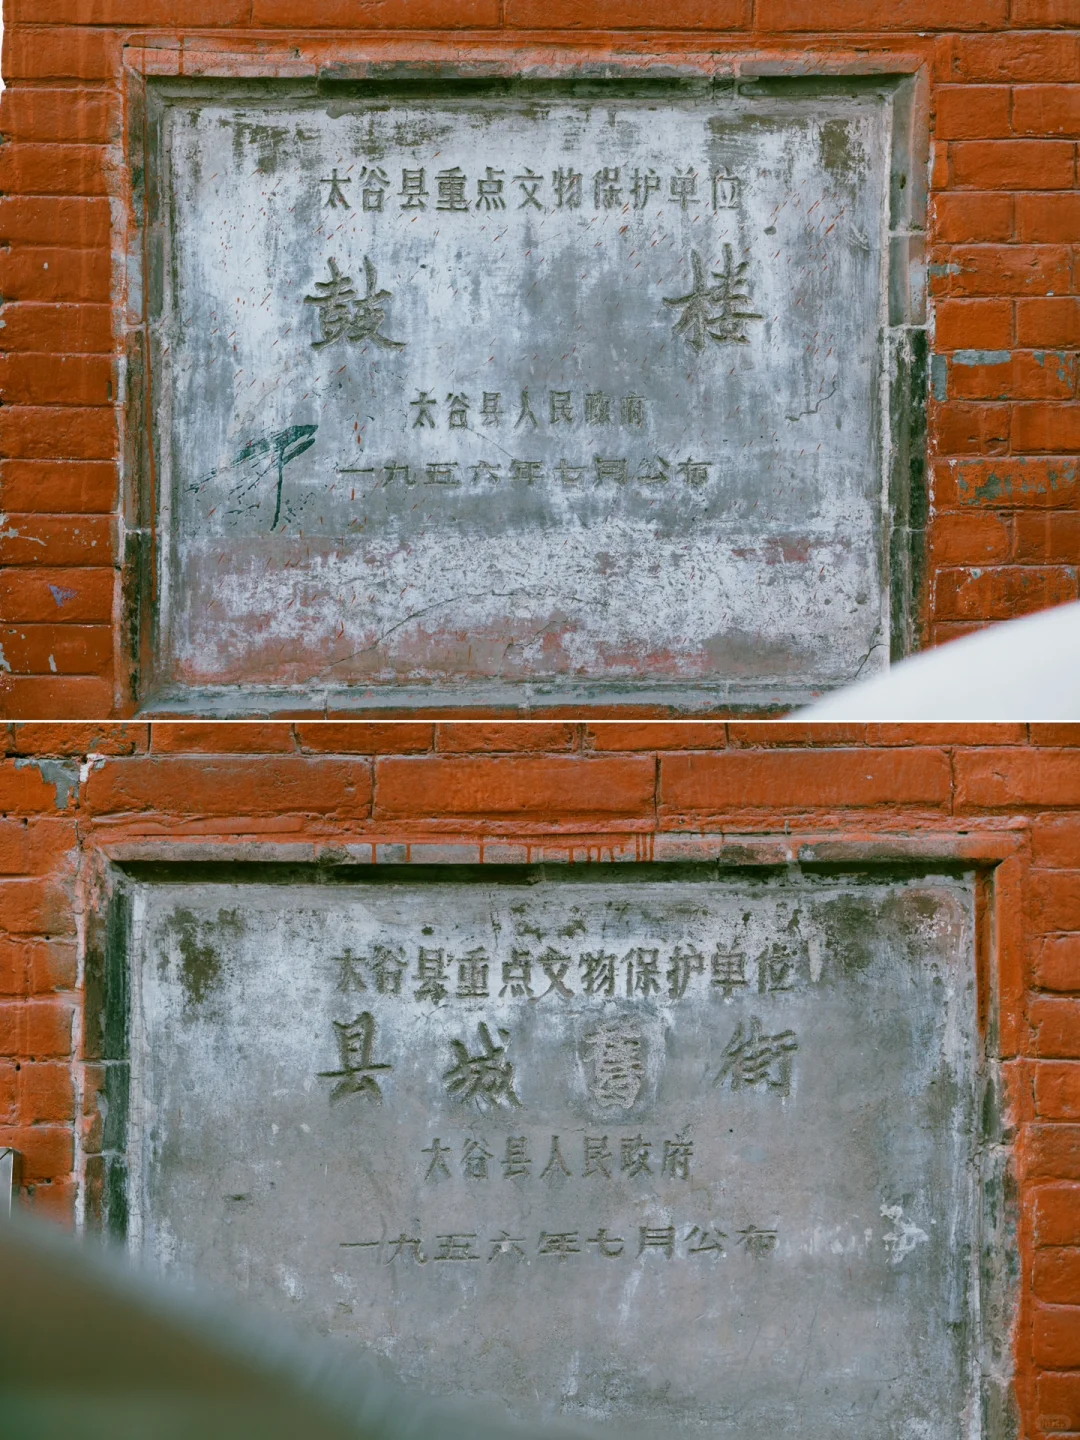 太谷县重点文物保护单位
鼓楼
太谷县人民政府
一九五六年七月公布
太谷县重点文物保护单位
县城舊街
太谷县人民政府
一九五六年七月公布